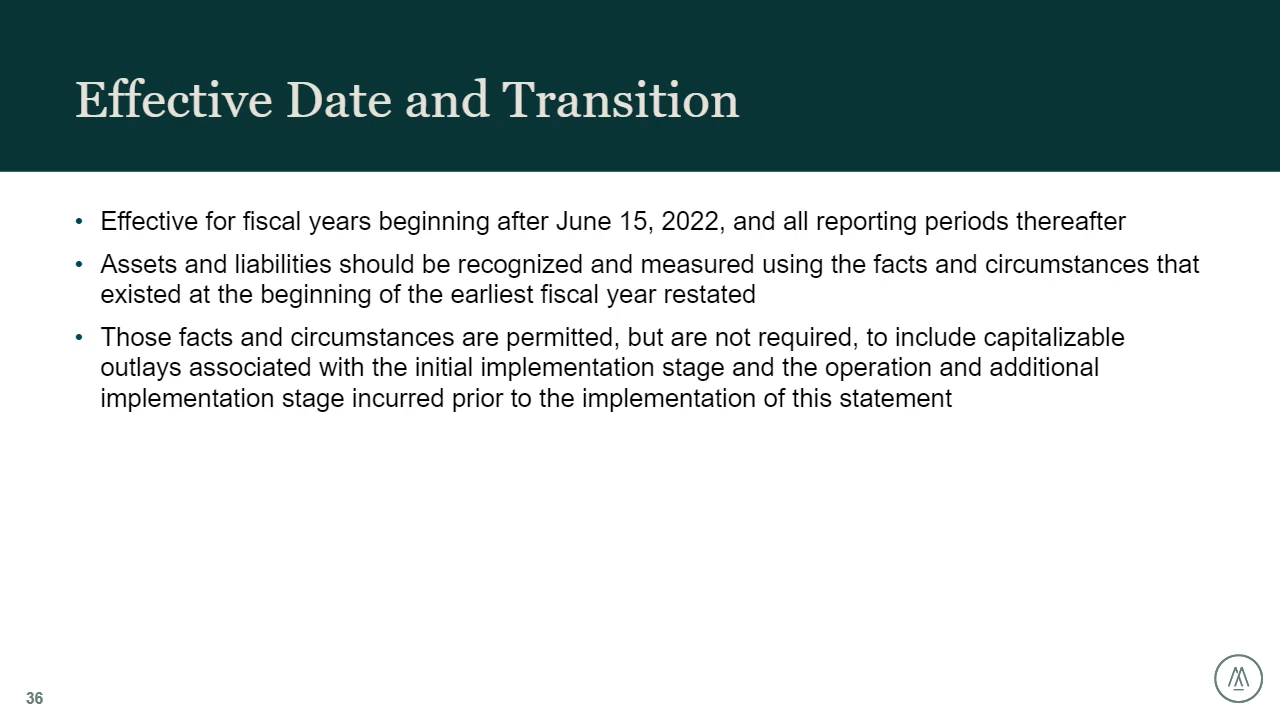 Effective Date and Transition
• Effective for fiscal years beginning after June 15, 2022, and all reporting periods thereafter
• Assets and liabilities should be recognized and measured using the facts and circumstances that
existed at the beginning of the earliest fiscal year restated
• Those facts and circumstances are permitted, but are not required, to include capitalizable
outlays associated with the initial implementation stage and the operation and additional
implementation stage incurred prior to the implementation of this statement
36